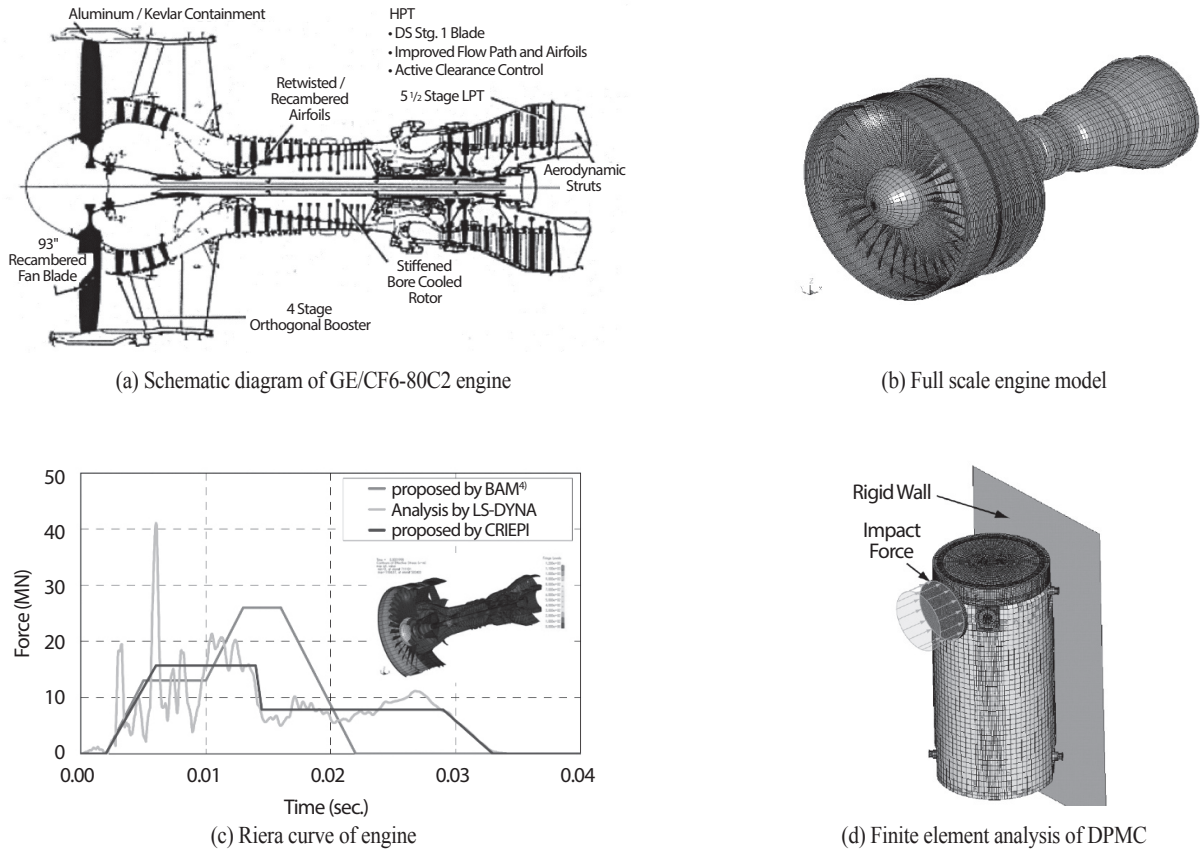 Aluminum / Kevlar Containment
HPT
• DS Stg. 1 Blade
• Improved Flow Path and Airfoils
• Active Clearance Control
Retwisted /
Recambered
Airfoils
5 1/2 Stage LPT
Aerodynamic
Struts
93"
Recambered
Fan Blade
Stiffened
Bore Cooled
Rotor
4 Stage
Orthogonal Booster
(a) Schematic diagram of GE/CF6-80C2 engine
(b) Full scale engine model
50
40
30
20
10
0
Force (MN)
proposed by BAM⁴⁾
Analysis by LS-DYNA
proposed by CRIEPI
0.00
0.01
0.02
0.03
0.04
Time (sec.)
(c) Riera curve of engine
Rigid Wall
Impact
Force
(d) Finite element analysis of DPMC